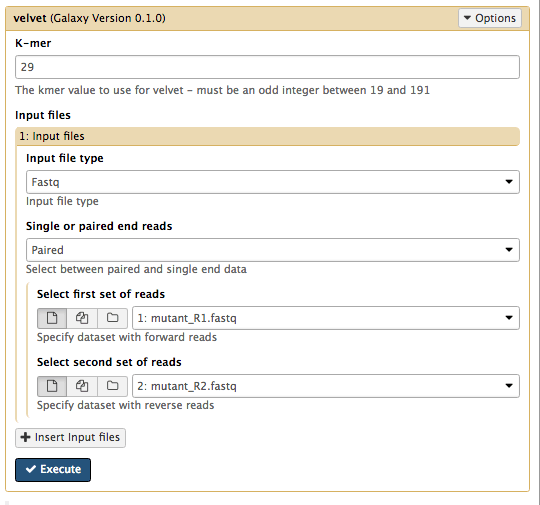 velvet (Galaxy Version 0.1.0)
Options
K-mer
29
The kmer value to use for velvet - must be an odd integer between 19 and 191
Input files
1: Input files
Input file type
Fastq
Input file type
Single or paired end reads
Paired
Select between paired and single end data
Select first set of reads
1: mutant_R1.fastq
Specify dataset with forward reads
Select second set of reads
2: mutant_R2.fastq
Specify dataset with reverse reads
Insert Input files
Execute